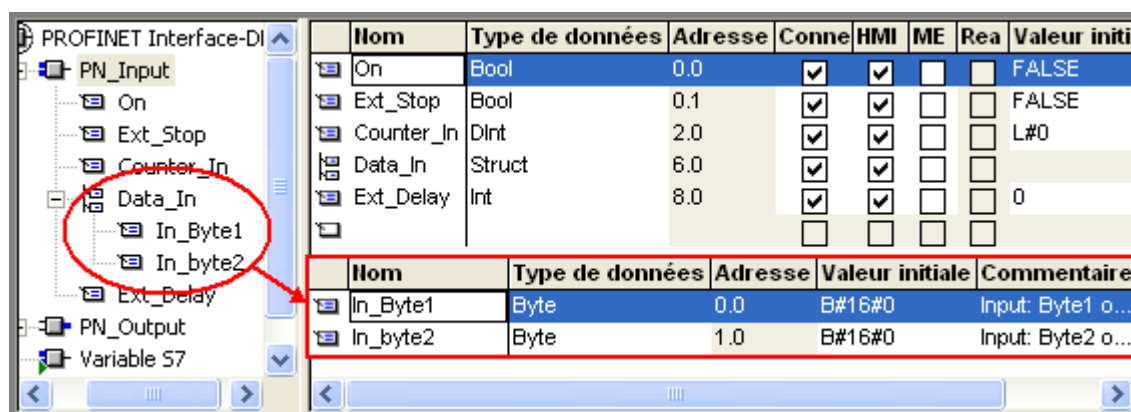 PROFINET Interface-D
PN_Input
On
Ext_Stop
Counter_In
Data_In
In_Byte1
In_byte2
Ext_Delay
PN_Output
Variable S7
Nom Type de données Adresse Conne HMI ME Rea Valeur initi
On Bool 0.0 FALSE
Ext_Stop Bool 0.1 FALSE
Counter_In DInt 2.0 L#0
Data_In Struct 6.0
Ext_Delay Int 8.0 0
Nom Type de données Adresse Valeur initiale Commentaire
In_Byte1 Byte 0.0 B#16#0 Input: Byte1 o...
In_byte2 Byte 1.0 B#16#0 Input: Byte2 o...